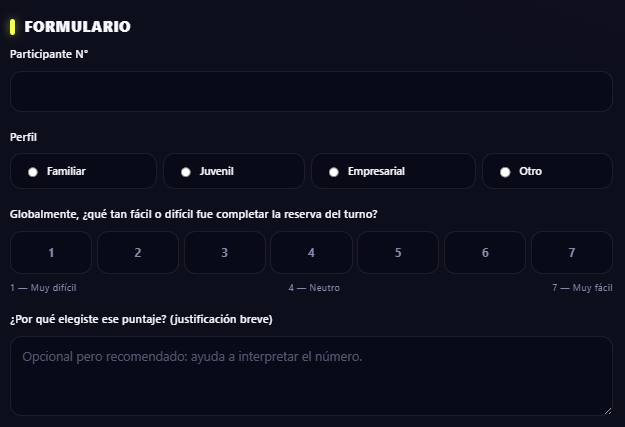 FORMULARIO
Participante N°
Perfil
Familiar Juvenil Empresarial Otro
Globalmente, ¿qué tan fácil o difícil fue completar la reserva del turno?
1 2 3 4 5 6 7
1 — Muy difícil 4 — Neutro 7 — Muy fácil
¿Por qué elegiste ese puntaje? (justificación breve)
Opcional pero recomendado: ayuda a interpretar el número.